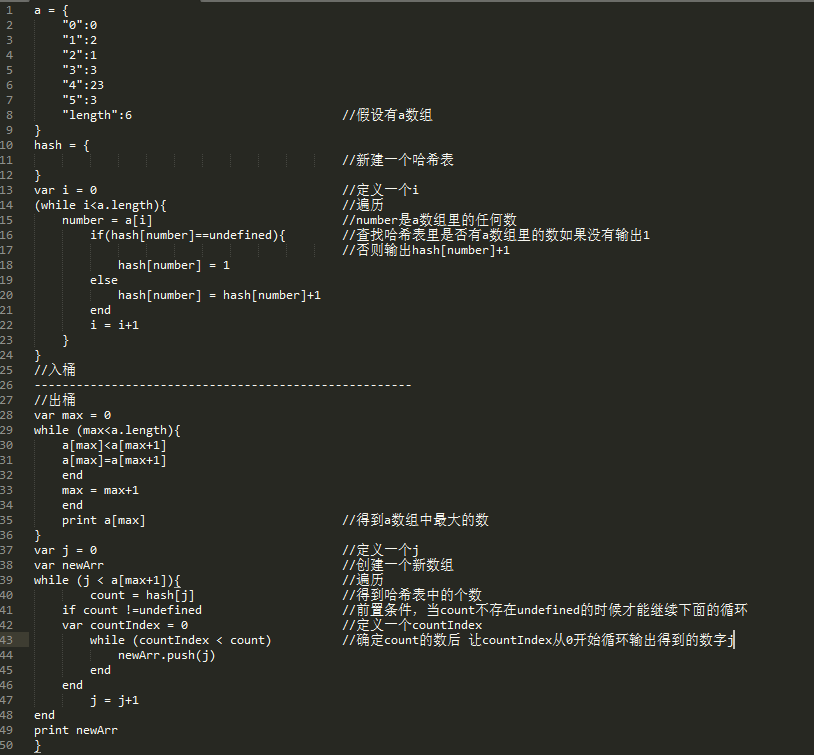 1 a = {
2 "0":0
3 "1":2
4 "2":1
5 "3":3
6 "4":23
7 "5":3
8 "length":6 //假设有a数组
9 }
10 hash = {
11 //新建一个哈希表
12 }
13 var i = 0 //定义一个i
14 (while i<a.length){ //遍历
15 number = a[i] //number是a数组里的任何数
16 if(hash[number]==undefined){ //查找哈希表里是否有a数组里的数如果没有输出1
17 //否则输出hash[number]+1
18 hash[number] = 1
19 else
20 hash[number] = hash[number]+1
21 end
22 i = i+1
23 }
24 }
25 //入桶
26 ------------------------------------------------------
27 //出桶
28 var max = 0
29 while (max<a.length){
30 a[max]<a[max+1]
31 a[max]=a[max+1]
32 end
33 max = max+1
34 end
35 print a[max] //得到a数组中最大的数
36 }
37 var j = 0 //定义一个j
38 var newArr //创建一个新数组
39 while (j < a[max+1]){ //遍历
40 count = hash[j] //得到哈希表中的个数
41 if count !=undefined //前置条件，当count不存在undefined的时候才能继续下面的循环
42 var countIndex = 0 //定义一个countIndex
43 while (countIndex < count) //确定count的数后 让countIndex从0开始循环输出得到的数字j
44 newArr.push(j)
45 end
46 end
47 j = j+1
48 end
49 print newArr
50 }